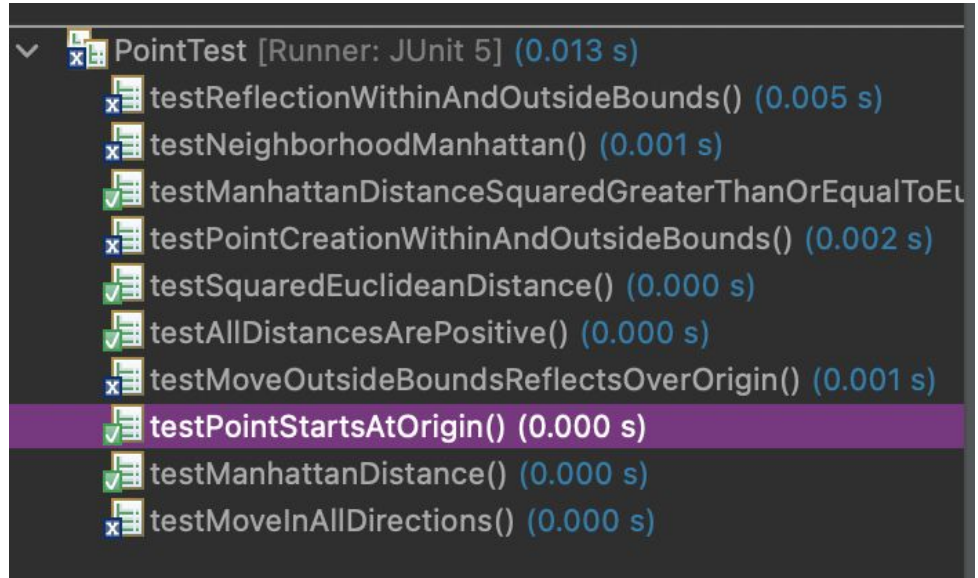 PointTest [Runner: JUnit 5] (0.013 s)
testReflectionWithinAndOutsideBounds() (0.005 s)
testNeighborhoodManhattan() (0.001 s)
testManhattanDistanceSquaredGreaterThanOrEqualToEu
testPointCreationWithinAndOutsideBounds() (0.002 s)
testSquaredEuclideanDistance() (0.000 s)
testAllDistancesArePositive() (0.000 s)
testMoveOutsideBoundsReflectsOverOrigin() (0.001 s)
testPointStartsAtOrigin() (0.000 s)
testManhattanDistance() (0.000 s)
testMoveInAllDirections() (0.000 s)